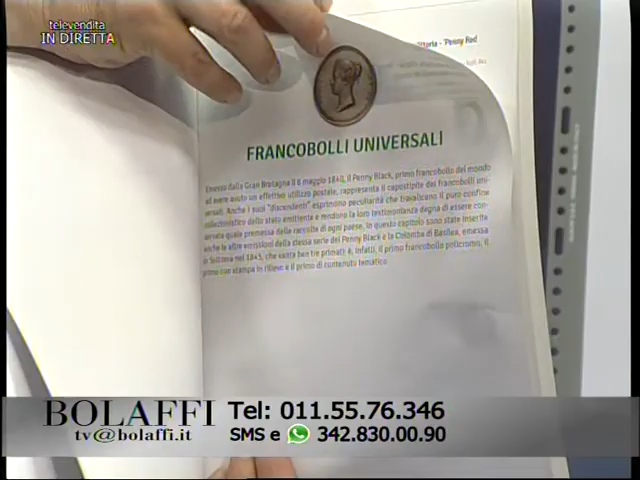 televendita
IN DIRETTA
"Penny Red
FRANCOBOLLI UNIVERSALI
Emesso dalla Gran Bretagna il 6 maggio 1840, il Penny Black, primo francobollo del mondo
ad avere avuto un effettivo utilizzo postale, rappresenta il capostipite dei francobolli uni-
versali. Anche i suoi "discendenti" esprimono peculiarità che travalicano il puro confine
collezionistico dello stato emittente e rendono la loro testimonianza degna di essere con-
servata quale premessa delle raccolte di ogni paese. In questo capitolo sono state inserite
anche le altre emissioni della stessa serie del Penny Black e la Colomba di Basilea, emessa
in Svizzera nel 1845, che vanta ben tre primati: è, infatti, il primo francobollo policromo, il
primo con stampa in rilievo e il primo di contenuto tematico.
BOLAFFI
tv@bolaffi.it
Tel: 011.55.76.346
SMS e 342.830.00.90